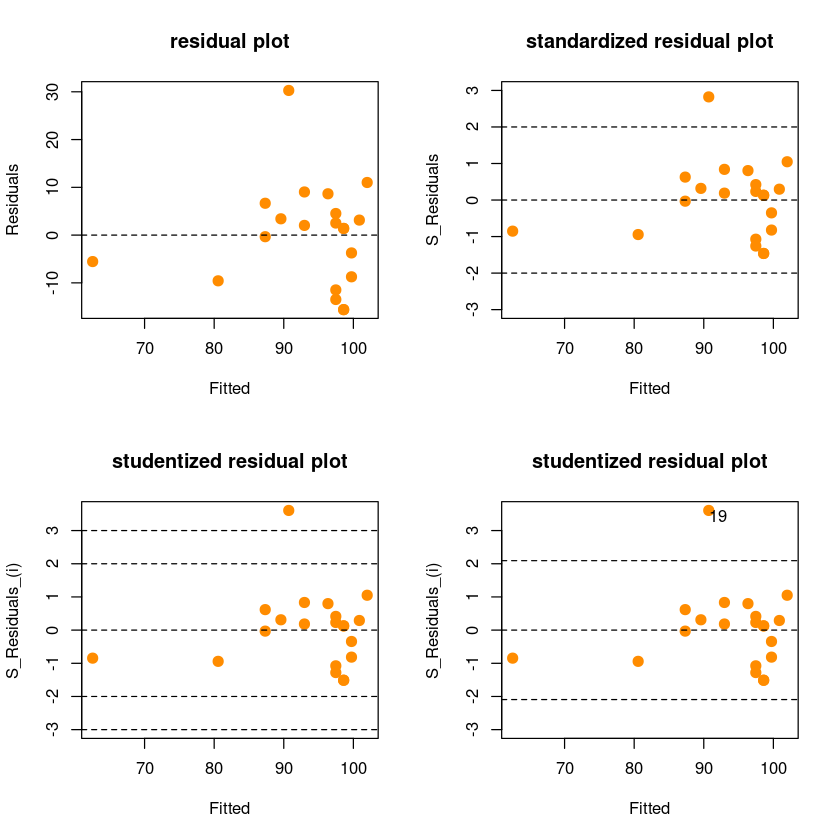 residual plot
30
20
10
0
-10
Residuals
70 80 90 100
Fitted
standardized residual plot
3
2
1
0
-1
-2
-3
S_Residuals
70 80 90 100
Fitted
studentized residual plot
3
2
1
0
-1
-2
-3
S_Residuals_(i)
70 80 90 100
Fitted
studentized residual plot
19
3
2
1
0
-1
-2
-3
S_Residuals_(i)
70 80 90 100
Fitted